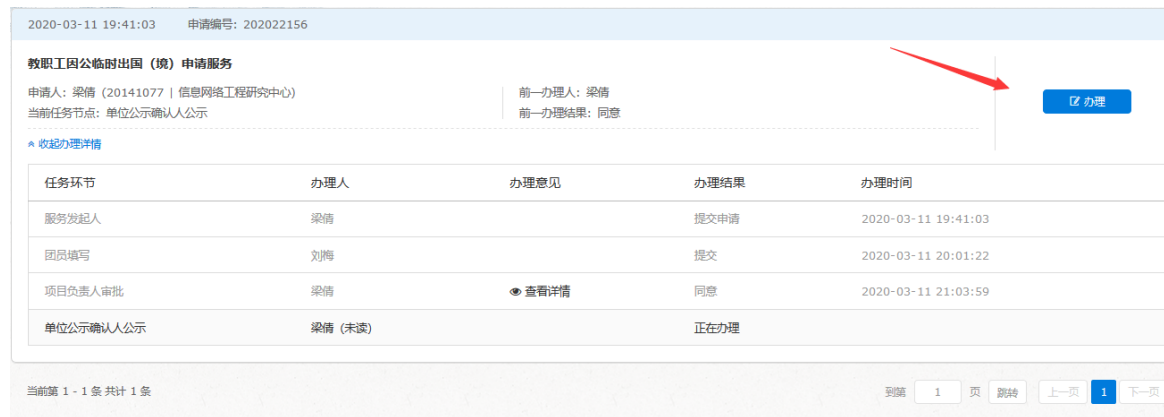 2020-03-11 19:41:03 申请编号：202022156
教职工因公临时出国（境）申请服务
申请人：梁倩（20141077 | 信息网络工程研究中心） 前一办理人：梁倩
当前任务节点：单位公示确认人公示 前一办理结果：同意
办理
收起办理详情
任务环节 办理人 办理意见 办理结果 办理时间
服务发起人 梁倩 提交申请 2020-03-11 19:41:03
团员填写 刘梅 提交 2020-03-11 20:01:22
项目负责人审批 梁倩 查看详情 同意 2020-03-11 21:03:59
单位公示确认人公示 梁倩（未读） 正在办理
当前第 1 - 1 条 共计 1 条 到第 1 页 跳转 上一页 1 下一页